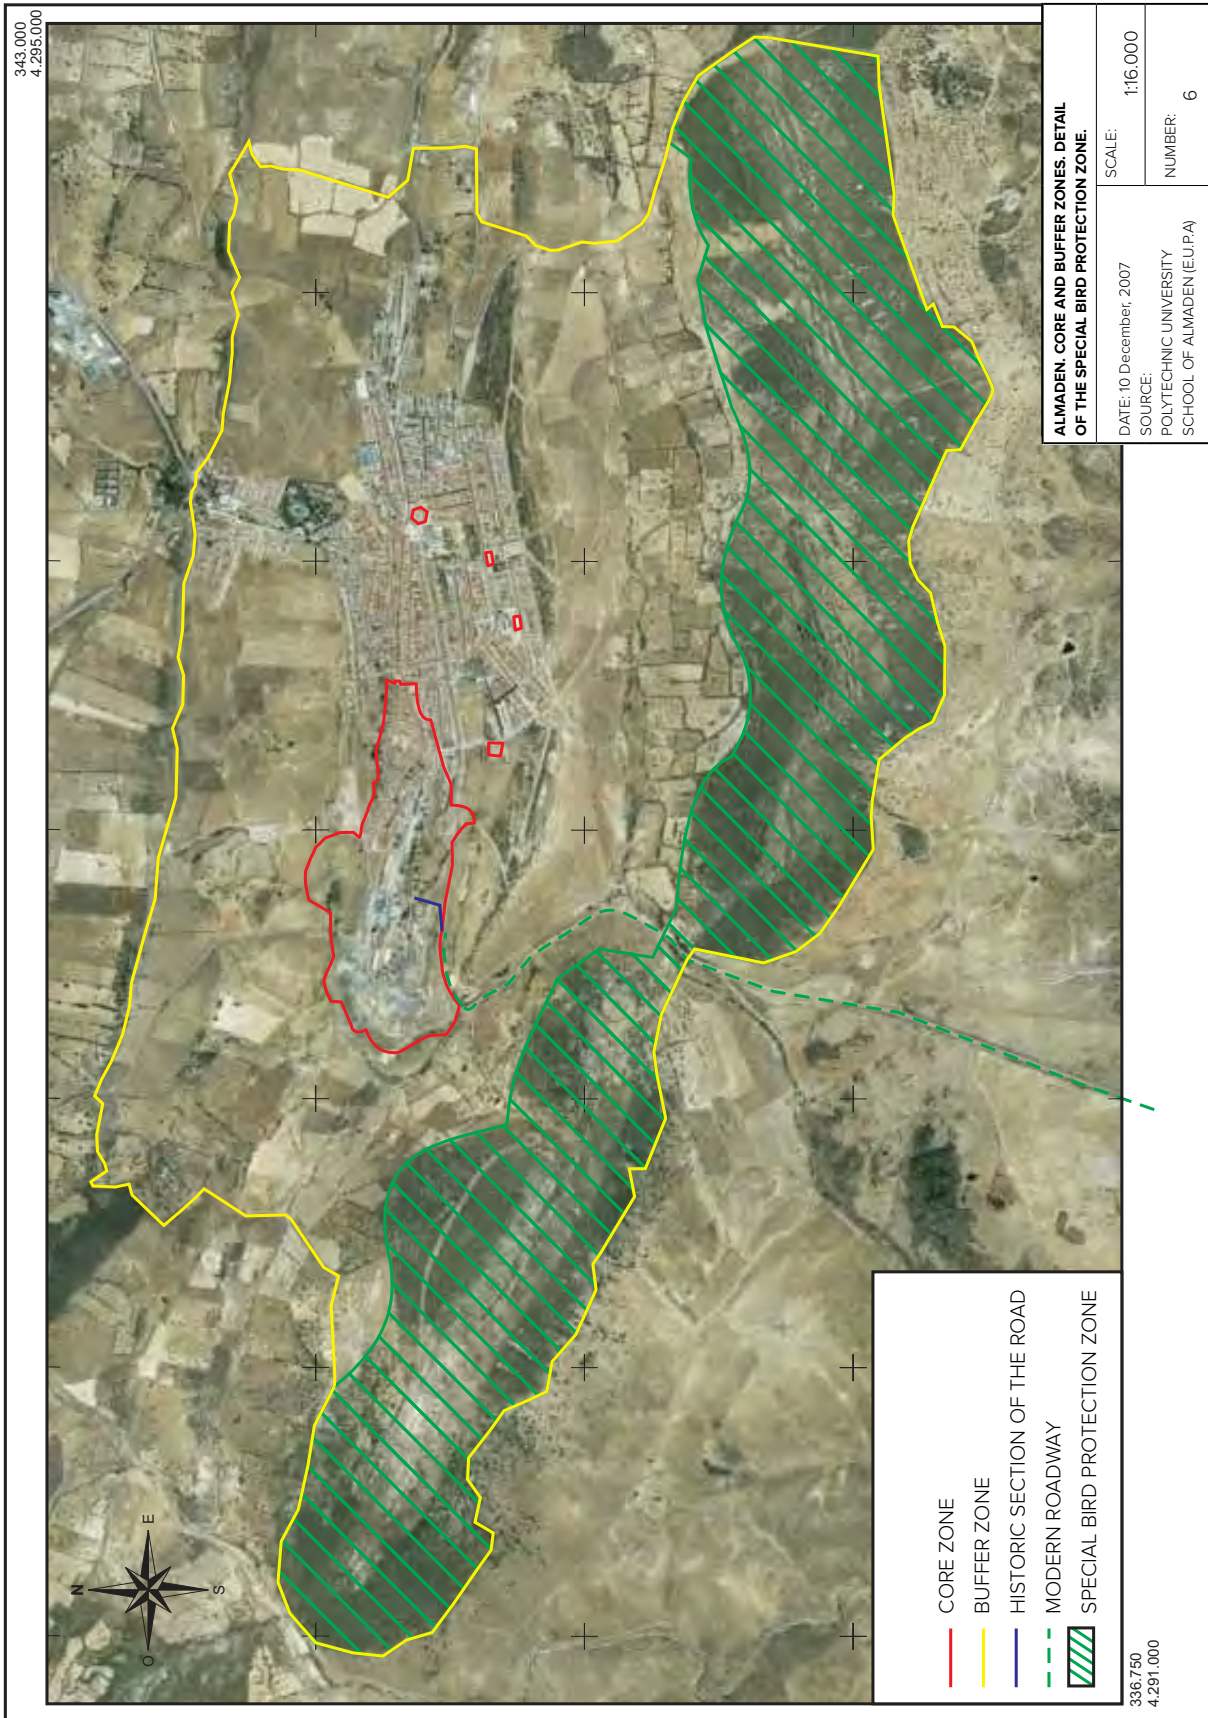 343.000
4.295.000
N
O
E
S
CORE ZONE
BUFFER ZONE
HISTORIC SECTION OF THE ROAD
MODERN ROADWAY
SPECIAL BIRD PROTECTION ZONE
336.750
4.291.000
ALMADEN. CORE AND BUFFER ZONES. DETAIL
OF THE SPECIAL BIRD PROTECTION ZONE.
DATE: 10 December, 2007
SOURCE:
POLYTECHNIC UNIVERSITY
SCHOOL OF ALMADEN (E.U.P.A)
SCALE:
1:16.000
NUMBER:
6